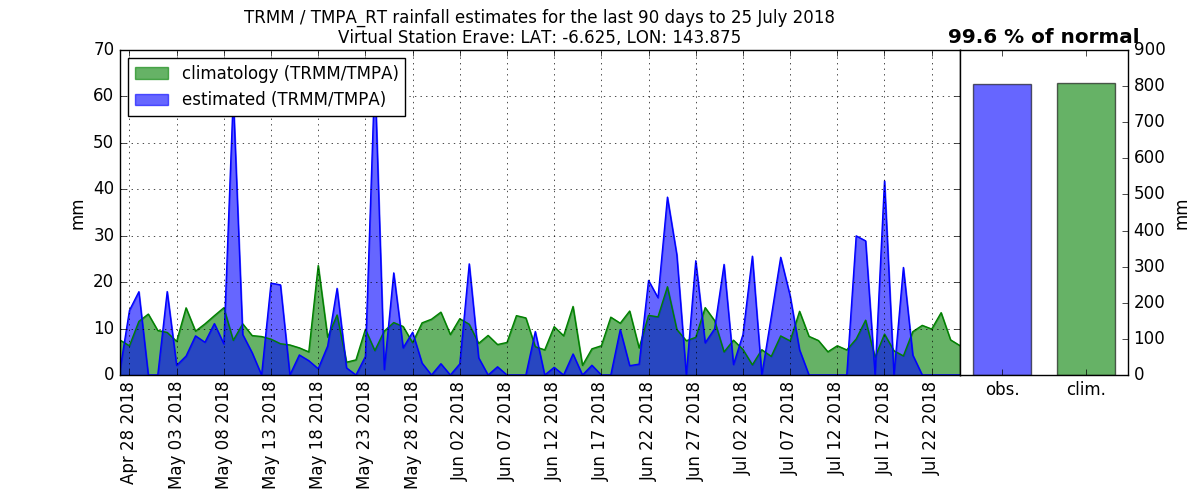 TRMM / TMPA_RT rainfall estimates for the last 90 days to 25 July 2018
Virtual Station Erave: LAT: -6.625, LON: 143.875
99.6 % of normal
climatology (TRMM/TMPA)
estimated (TRMM/TMPA)
70
60
50
40
30
20
10
0
mm
Apr 28 2018
May 03 2018
May 08 2018
May 13 2018
May 18 2018
May 23 2018
May 28 2018
Jun 02 2018
Jun 07 2018
Jun 12 2018
Jun 17 2018
Jun 22 2018
Jun 27 2018
Jul 02 2018
Jul 07 2018
Jul 12 2018
Jul 17 2018
Jul 22 2018
900
800
700
600
500
400
300
200
100
0
mm
obs.
clim.